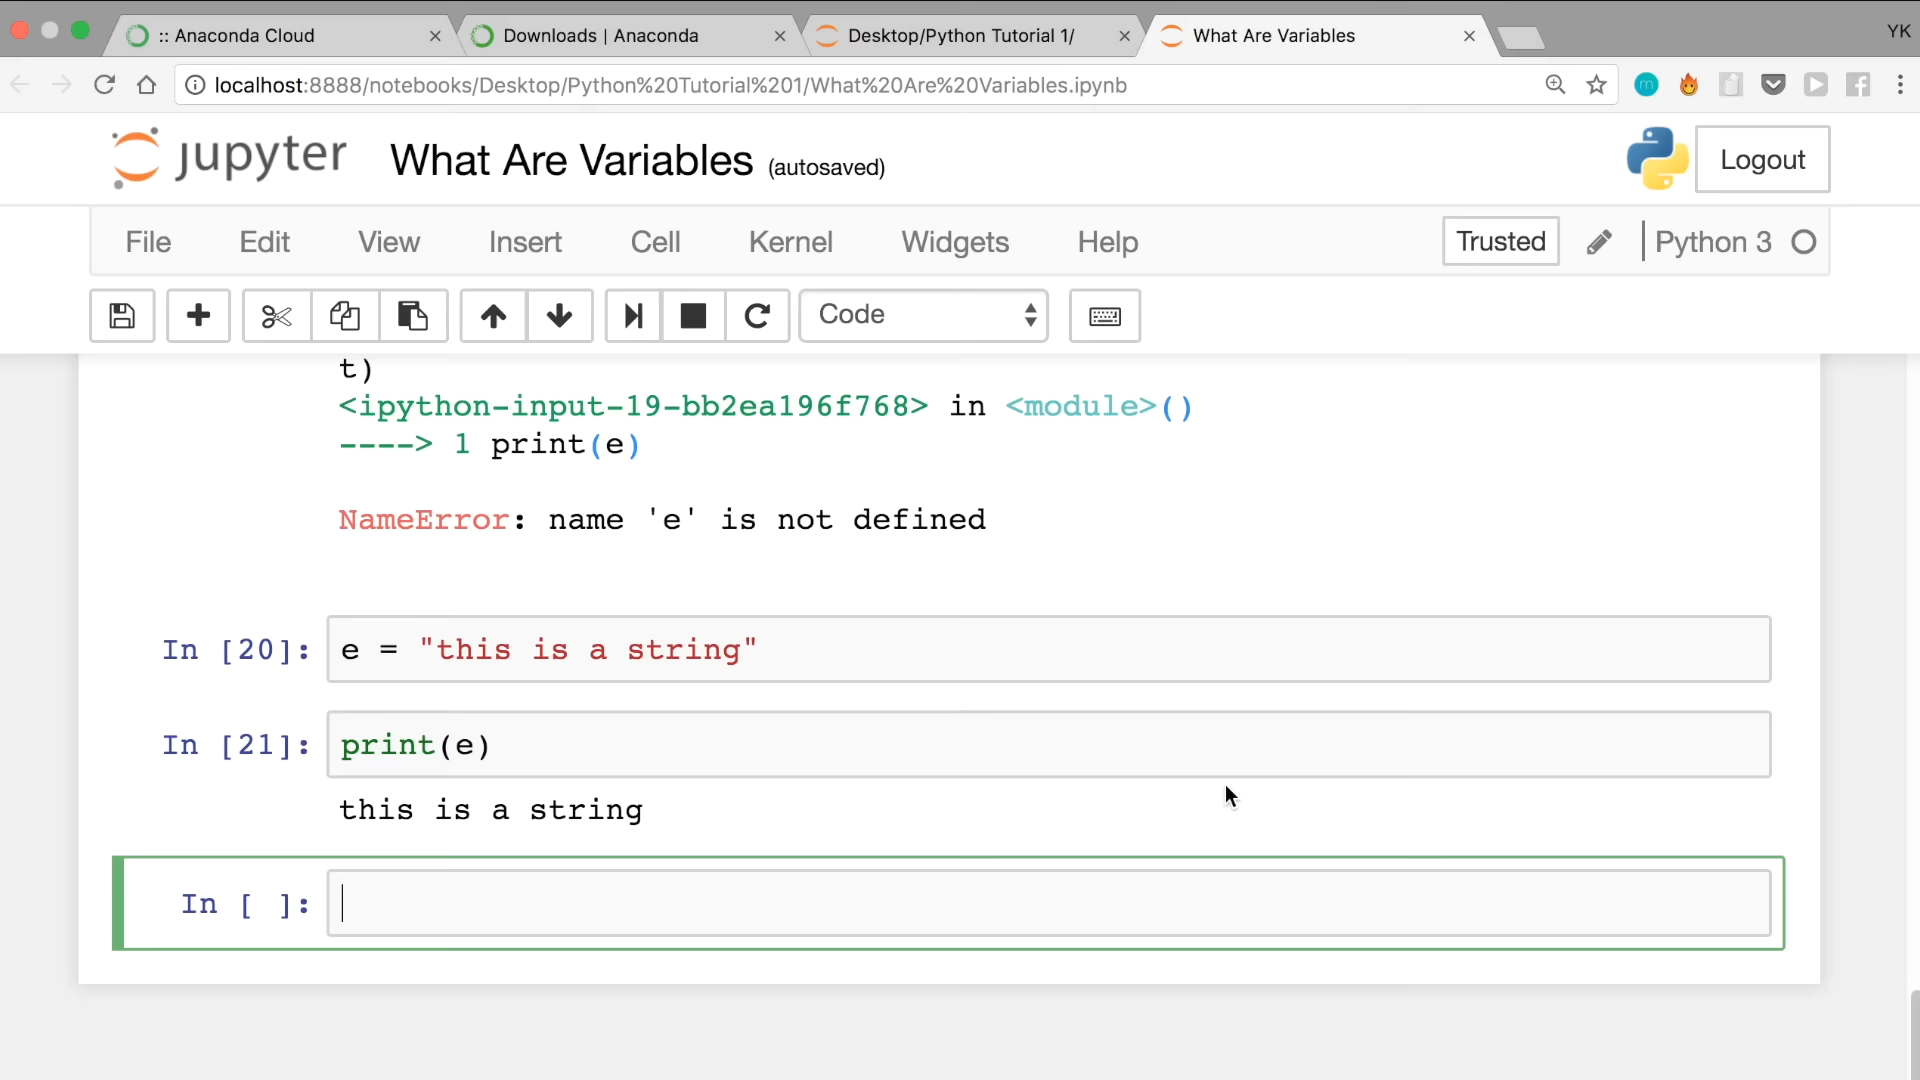 :: Anaconda Cloud
Downloads | Anaconda
Desktop/Python Tutorial 1/
What Are Variables
YK
localhost:8888/notebooks/Desktop/Python%20Tutorial%201/What%20Are%20Variables.ipynb
m
jupyter
What Are Variables (autosaved)
Logout
File Edit View Insert Cell Kernel Widgets Help
Trusted
Python 3
Code
t)
<ipython-input-19-bb2ea196f768> in <module>()
----> 1 print(e)
NameError: name 'e' is not defined
In [20]: e = "this is a string"
In [21]: print(e)
this is a string
In [ ]: